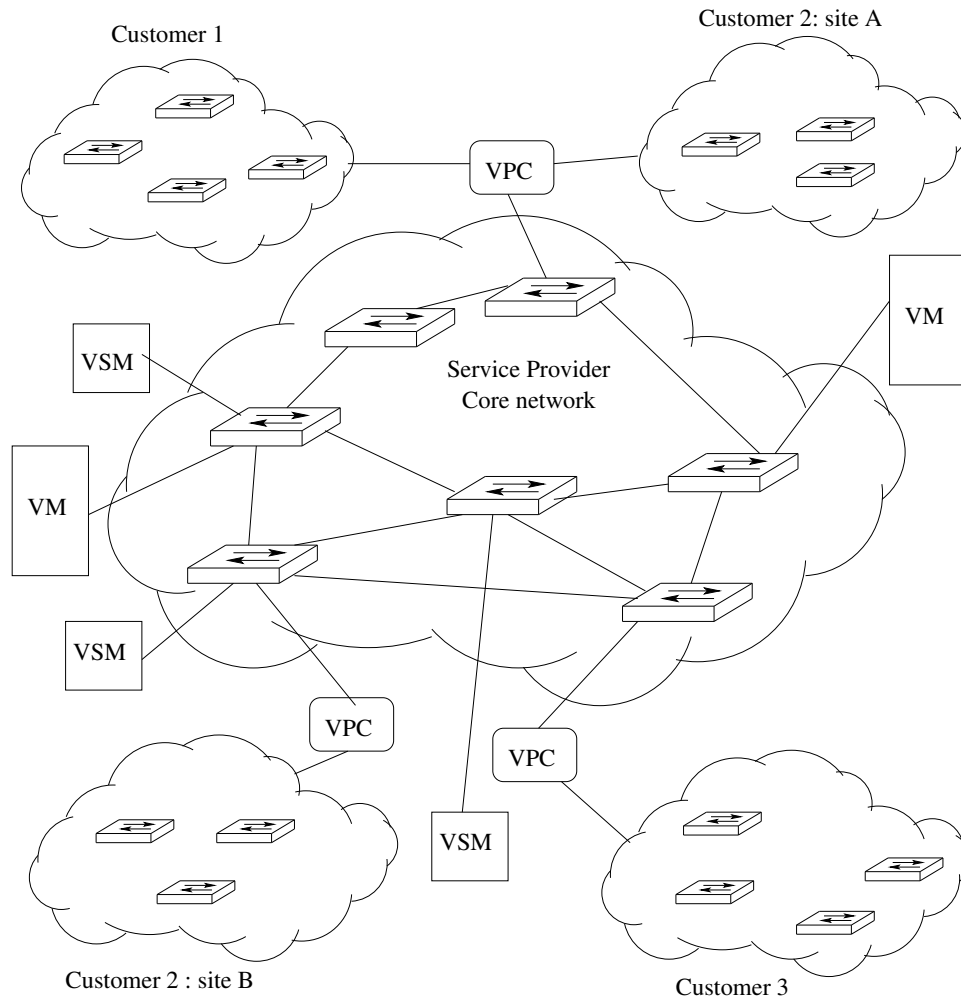 Customer 1
Customer 2: site A
VPC
VM
VSM
Service Provider
Core network
VM
VSM
VPC
VPC
VSM
Customer 2 : site B
Customer 3